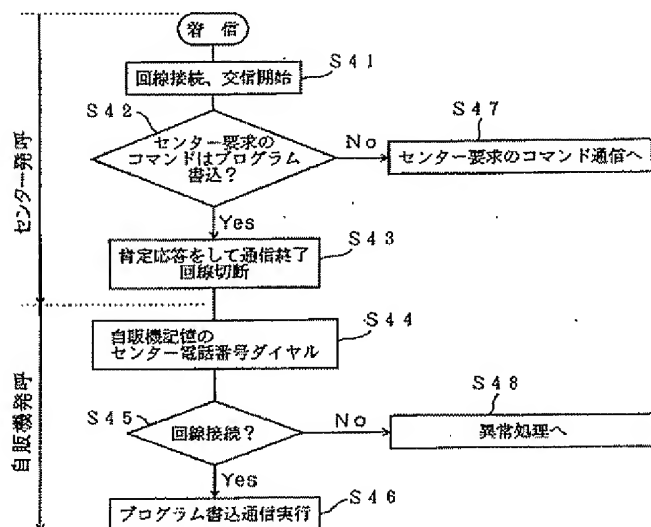 着信
回線接続、交信開始
S41
S42
センター要求の
コマンドはプログラム
書込?
No
S47
センター要求のコマンド通信へ
Yes
肯定応答をして通信終了
回線切断
S43
センター発呼
自販機記憶の
センター電話番号ダイヤル
S44
S45
回線接続?
No
S48
異常処理へ
Yes
プログラム書込通信実行
S46
自販機発呼